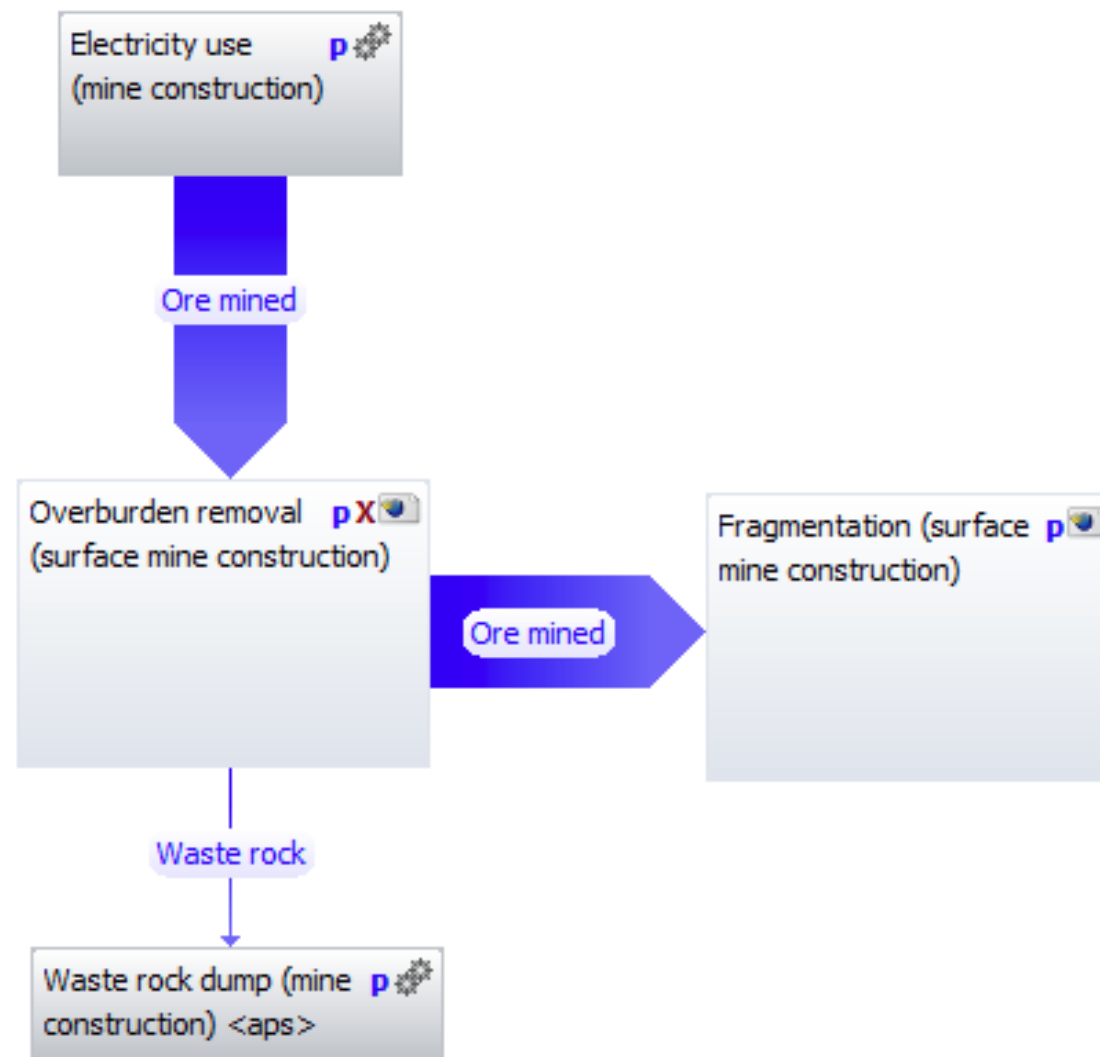 Electricity use p
(mine construction)
Ore mined
Overburden removal p X
(surface mine construction)
Ore mined
Fragmentation (surface p
mine construction)
Waste rock
Waste rock dump (mine p
construction) <aps>